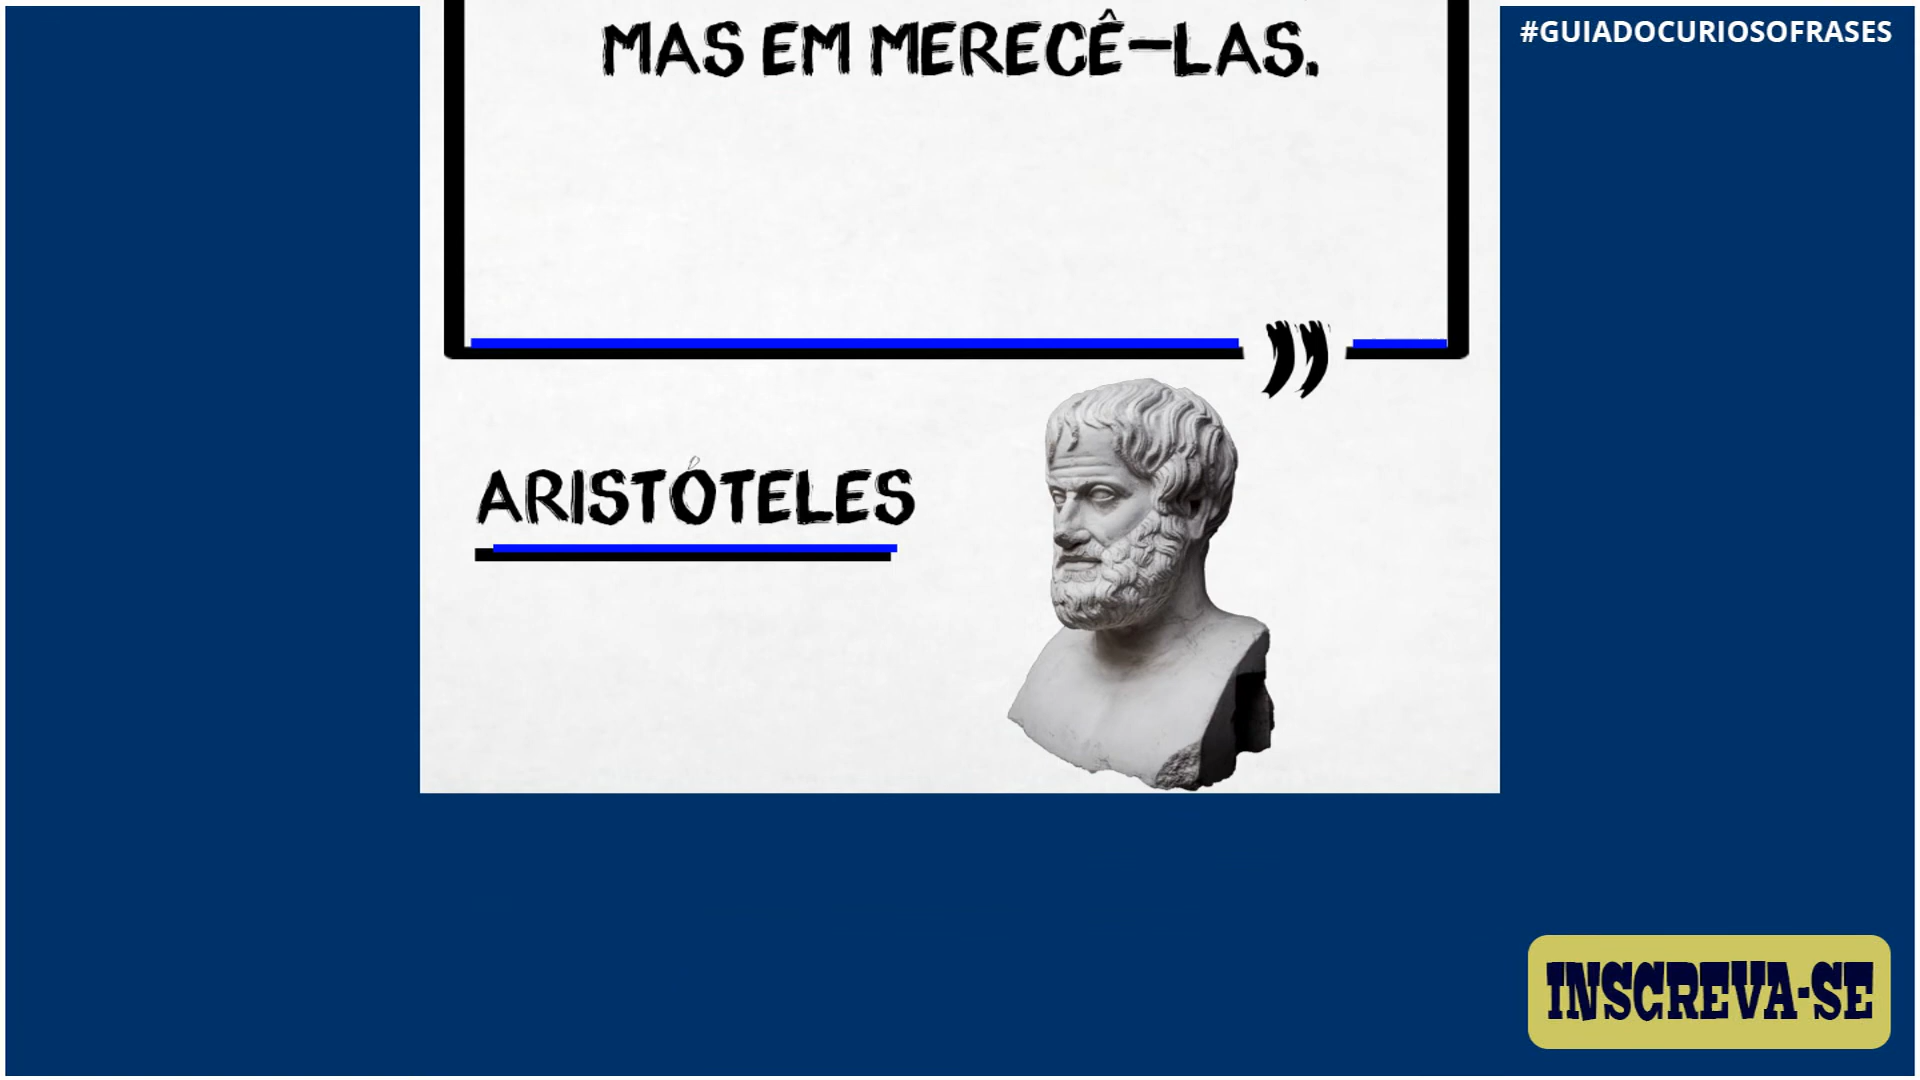 MAS EM MERECÊ-LAS.
#GUIADOCURIOSOFRASES
”
ARISTÓTELES
INSCREVA-SE